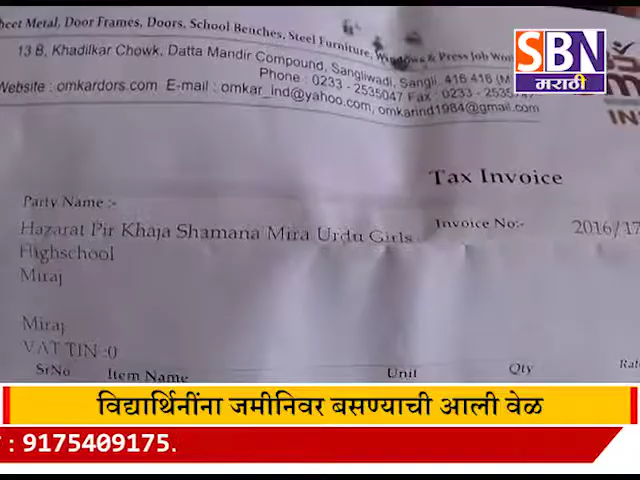 Sheet Metal, Door Frames, Doors, School Benches, Steel Furniture, Windows & Press Job
13 B, Khadilkar Chowk, Datta Mandir Compound, Sangliwadi, Sangli. 416 416 (M
Phone : 0233 - 2535047 Fax : 0233 -
Website : omkardors.com E-mail : omkar_ind@yahoo.com, omkarind1984@gmail.com
SBN
मराठी
Tax Invoice
Party Name :-
Hazarat Pir Khaja Shamana Mira Urdu Girls
Invoice No:- 2016/17
Highschool
Miraj
Miraj
VAT TIN :0
SrNo Item Name Unit Qty Rate
विद्यार्थिनींना जमीनिवर बसण्याची आली वेळ
: 9175409175.